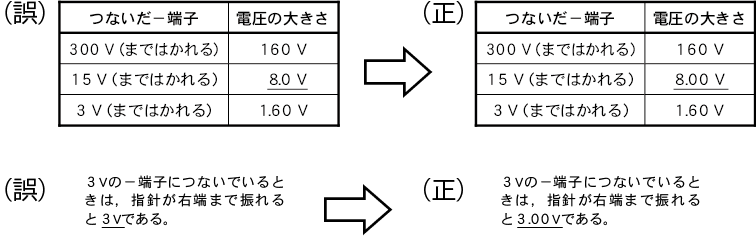 (誤)
つないだ－端子 電圧の大きさ
300 V(まではかれる) 160 V
15 V(まではかれる) 8.0 V
3 V(まではかれる) 1.60 V
(正)
つないだ－端子 電圧の大きさ
300 V(まではかれる) 160 V
15 V(まではかれる) 8.00 V
3 V(まではかれる) 1.60 V
(誤)
3Vの－端子につないでいると
きは，指針が右端まで振れる
と3Vである。
(正)
3Vの－端子につないでいると
きは，指針が右端まで振れる
と3.00Vである。